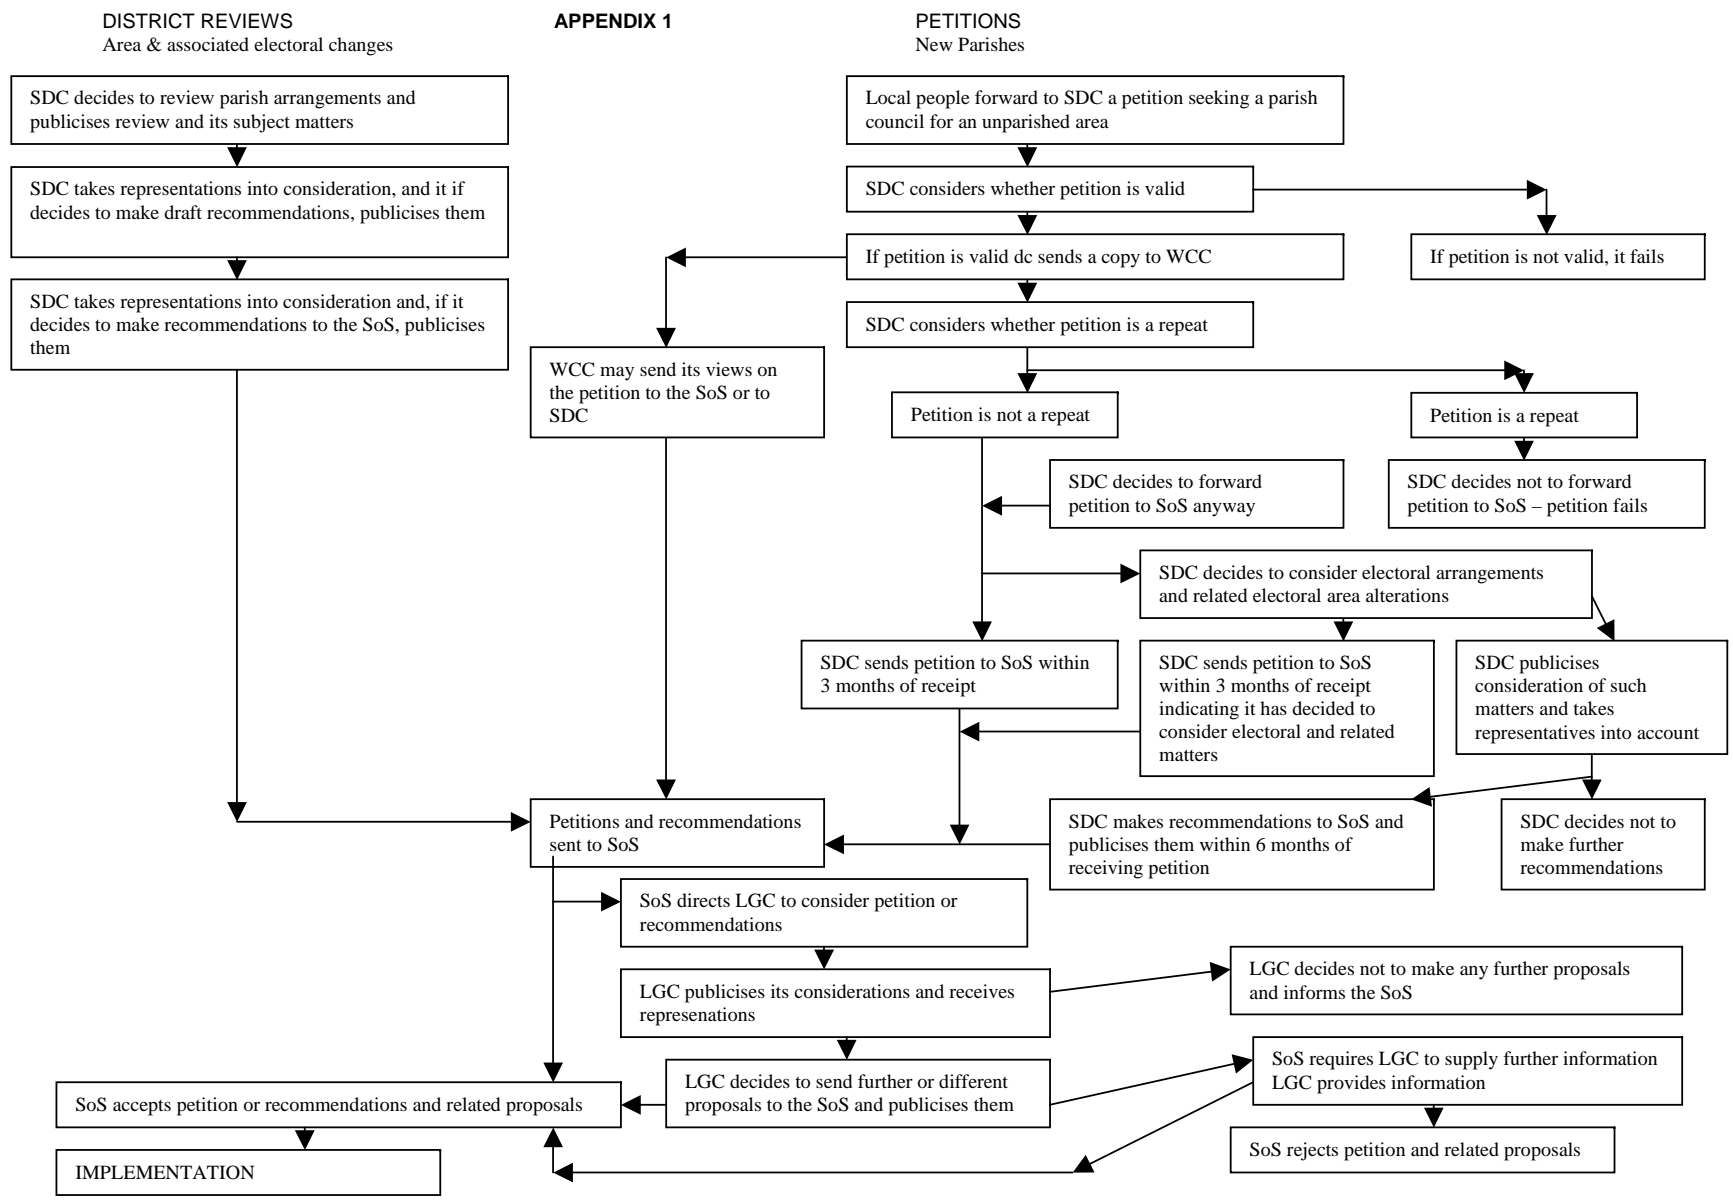 DISTRICT REVIEWS
Area & associated electoral changes
APPENDIX 1
PETITIONS
New Parishes
SDC decides to review parish arrangements and
publicises review and its subject matters
SDC takes representations into consideration, and it if
decides to make draft recommendations, publicises them
SDC takes representations into consideration and, if it
decides to make recommendations to the SoS, publicises
them
Local people forward to SDC a petition seeking a parish
council for an unparished area
SDC considers whether petition is valid
If petition is valid dc sends a copy to WCC
If petition is not valid, it fails
SDC considers whether petition is a repeat
WCC may send its views on
the petition to the SoS or to
SDC
Petition is not a repeat
Petition is a repeat
SDC decides to forward
petition to SoS anyway
SDC decides not to forward
petition to SoS – petition fails
SDC decides to consider electoral arrangements
and related electoral area alterations
SDC sends petition to SoS within
3 months of receipt
SDC sends petition to SoS
within 3 months of receipt
indicating it has decided to
consider electoral and related
matters
SDC publicises
consideration of such
matters and takes
representatives into account
Petitions and recommendations
sent to SoS
SDC makes recommendations to SoS and
publicises them within 6 months of
receiving petition
SDC decides not to
make further
recommendations
SoS directs LGC to consider petition or
recommendations
LGC publicises its considerations and receives
represenations
LGC decides not to make any further proposals
and informs the SoS
LGC decides to send further or different
proposals to the SoS and publicises them
SoS requires LGC to supply further information
LGC provides information
SoS accepts petition or recommendations and related proposals
SoS rejects petition and related proposals
IMPLEMENTATION